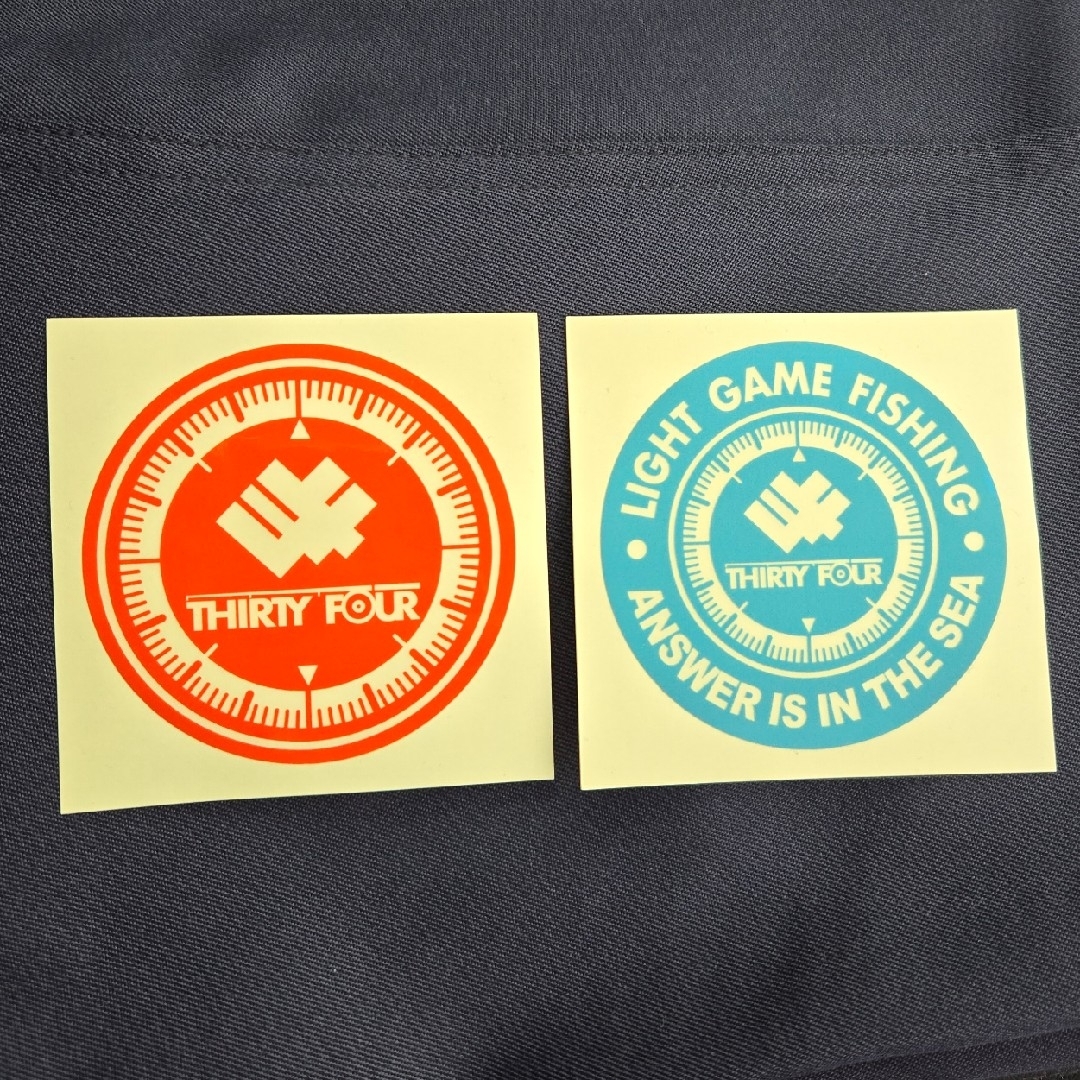 THIRTY FOUR
LIGHT GAME FISHING
THIRTY FOUR
ANSWER IS IN THE SEA